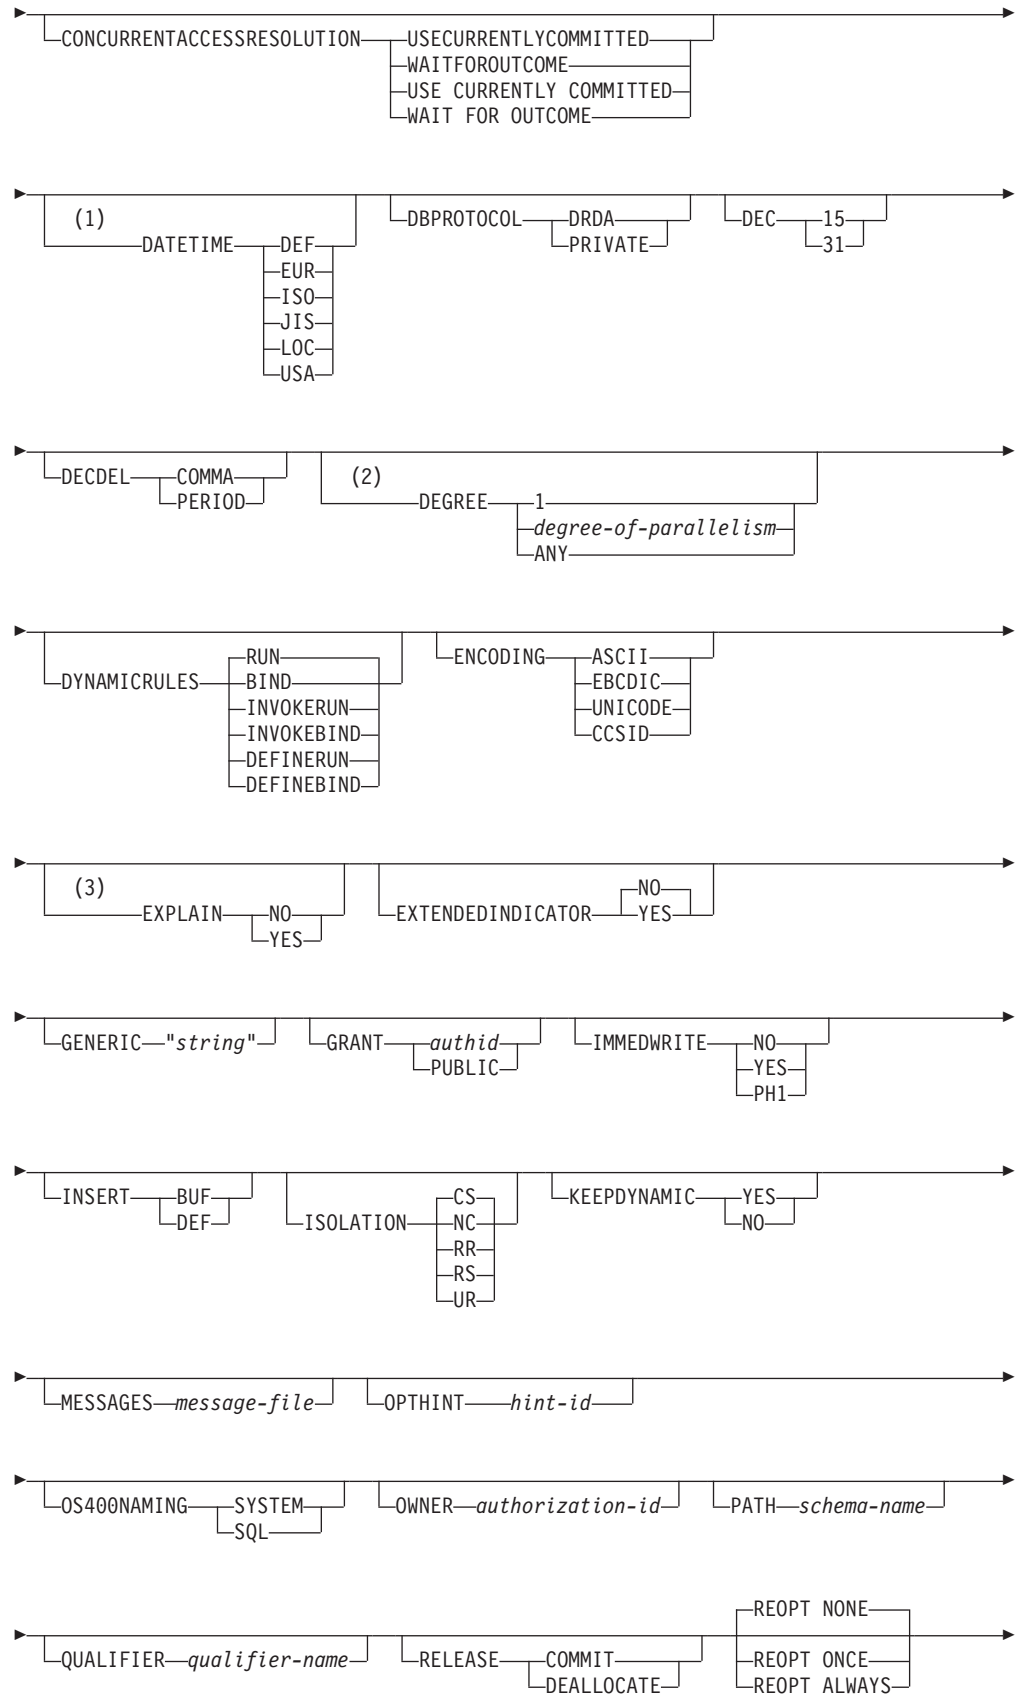 CONCURRENTACCESSRESOLUTION USECURRENTLYCOMMITTED
WAITFOROUTCOME
USE CURRENTLY COMMITTED
WAIT FOR OUTCOME
(1)
DATETIME DEF
EUR
ISO
JIS
LOC
USA
DBPROTOCOL DRDA
PRIVATE
DEC 15
31
DECDEL COMMA
PERIOD
(2)
DEGREE 1
degree-of-parallelism
ANY
DYNAMICRULES RUN
BIND
INVOKERUN
INVOKEBIND
DEFINERUN
DEFINEBIND
ENCODING ASCII
EBCDIC
UNICODE
CCSID
(3)
EXPLAIN NO
YES
EXTENDEDINDICATOR NO
YES
GENERIC "string"
GRANT authid
PUBLIC
IMMEDWRITE NO
YES
PH1
INSERT BUF
DEF
ISOLATION CS
NC
RR
RS
UR
KEEPDYNAMIC YES
NO
MESSAGES message-file
OPTHINT hint-id
OS400NAMING SYSTEM
SQL
OWNER authorization-id
PATH schema-name
QUALIFIER qualifier-name
RELEASE COMMIT
DEALLOCATE
REOPT NONE
REOPT ONCE
REOPT ALWAYS